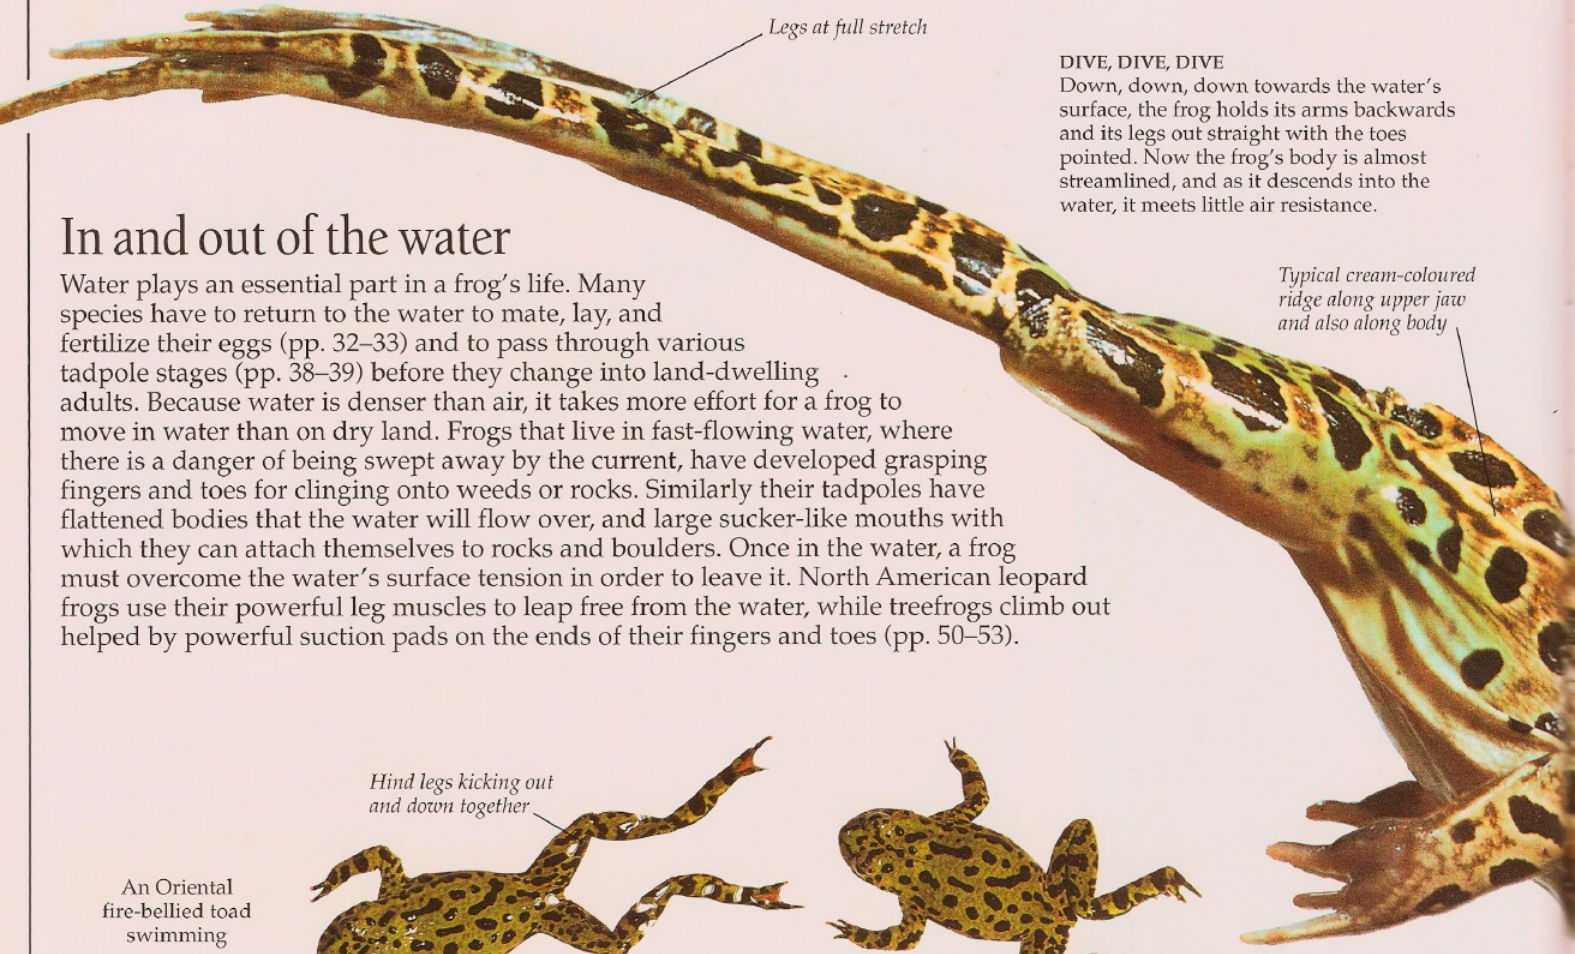 Legs at full stretch
DIVE, DIVE, DIVE
Down, down, down towards the water's
surface, the frog holds its arms backwards
and its legs out straight with the toes
pointed. Now the frog's body is almost
streamlined, and as it descends into the
water, it meets little air resistance.
In and out of the water
Water plays an essential part in a frog's life. Many
species have to return to the water to mate, lay, and
fertilize their eggs (pp. 32–33) and to pass through various
tadpole stages (pp. 38–39) before they change into land-dwelling
adults. Because water is denser than air, it takes more effort for a frog to
move in water than on dry land. Frogs that live in fast-flowing water, where
there is a danger of being swept away by the current, have developed grasping
fingers and toes for clinging onto weeds or rocks. Similarly their tadpoles have
flattened bodies that the water will flow over, and large sucker-like mouths with
which they can attach themselves to rocks and boulders. Once in the water, a frog
must overcome the water's surface tension in order to leave it. North American leopard
frogs use their powerful leg muscles to leap free from the water, while treefrogs climb out
helped by powerful suction pads on the ends of their fingers and toes (pp. 50–53).
Typical cream-coloured
ridge along upper jaw
and also along body
Hind legs kicking out
and down together
An Oriental
fire-bellied toad
swimming